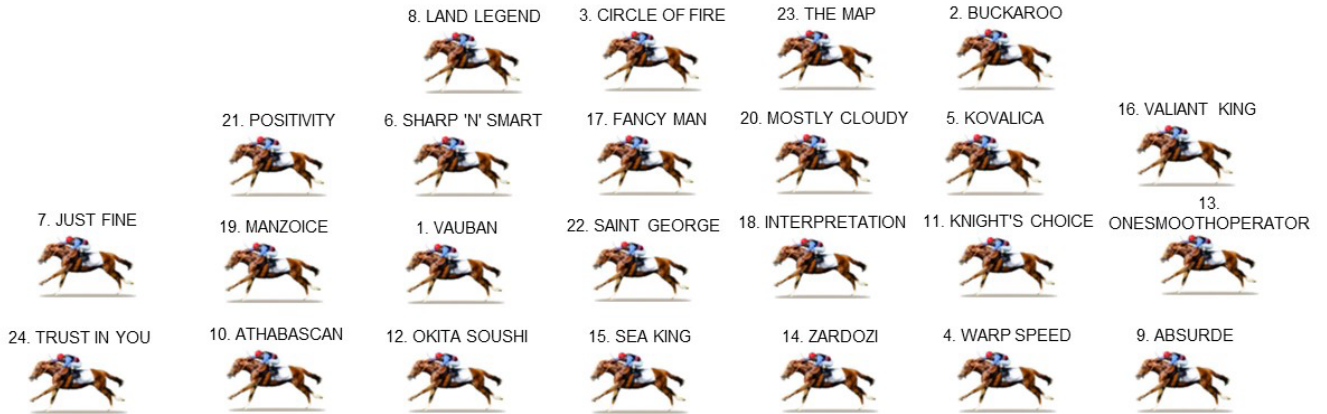 8. LAND LEGEND
3. CIRCLE OF FIRE
23. THE MAP
2. BUCKAROO
21. POSITIVITY
6. SHARP 'N' SMART
17. FANCY MAN
20. MOSTLY CLOUDY
5. KOVALICA
16. VALIANT KING
7. JUST FINE
19. MANZOICE
1. VAUBAN
22. SAINT GEORGE
18. INTERPRETATION
11. KNIGHT'S CHOICE
13.
ONESMOOTHOPERATOR
24. TRUST IN YOU
10. ATHABASCAN
12. OKITA SOUSHI
15. SEA KING
14. ZARDOZI
4. WARP SPEED
9. ABSURDE